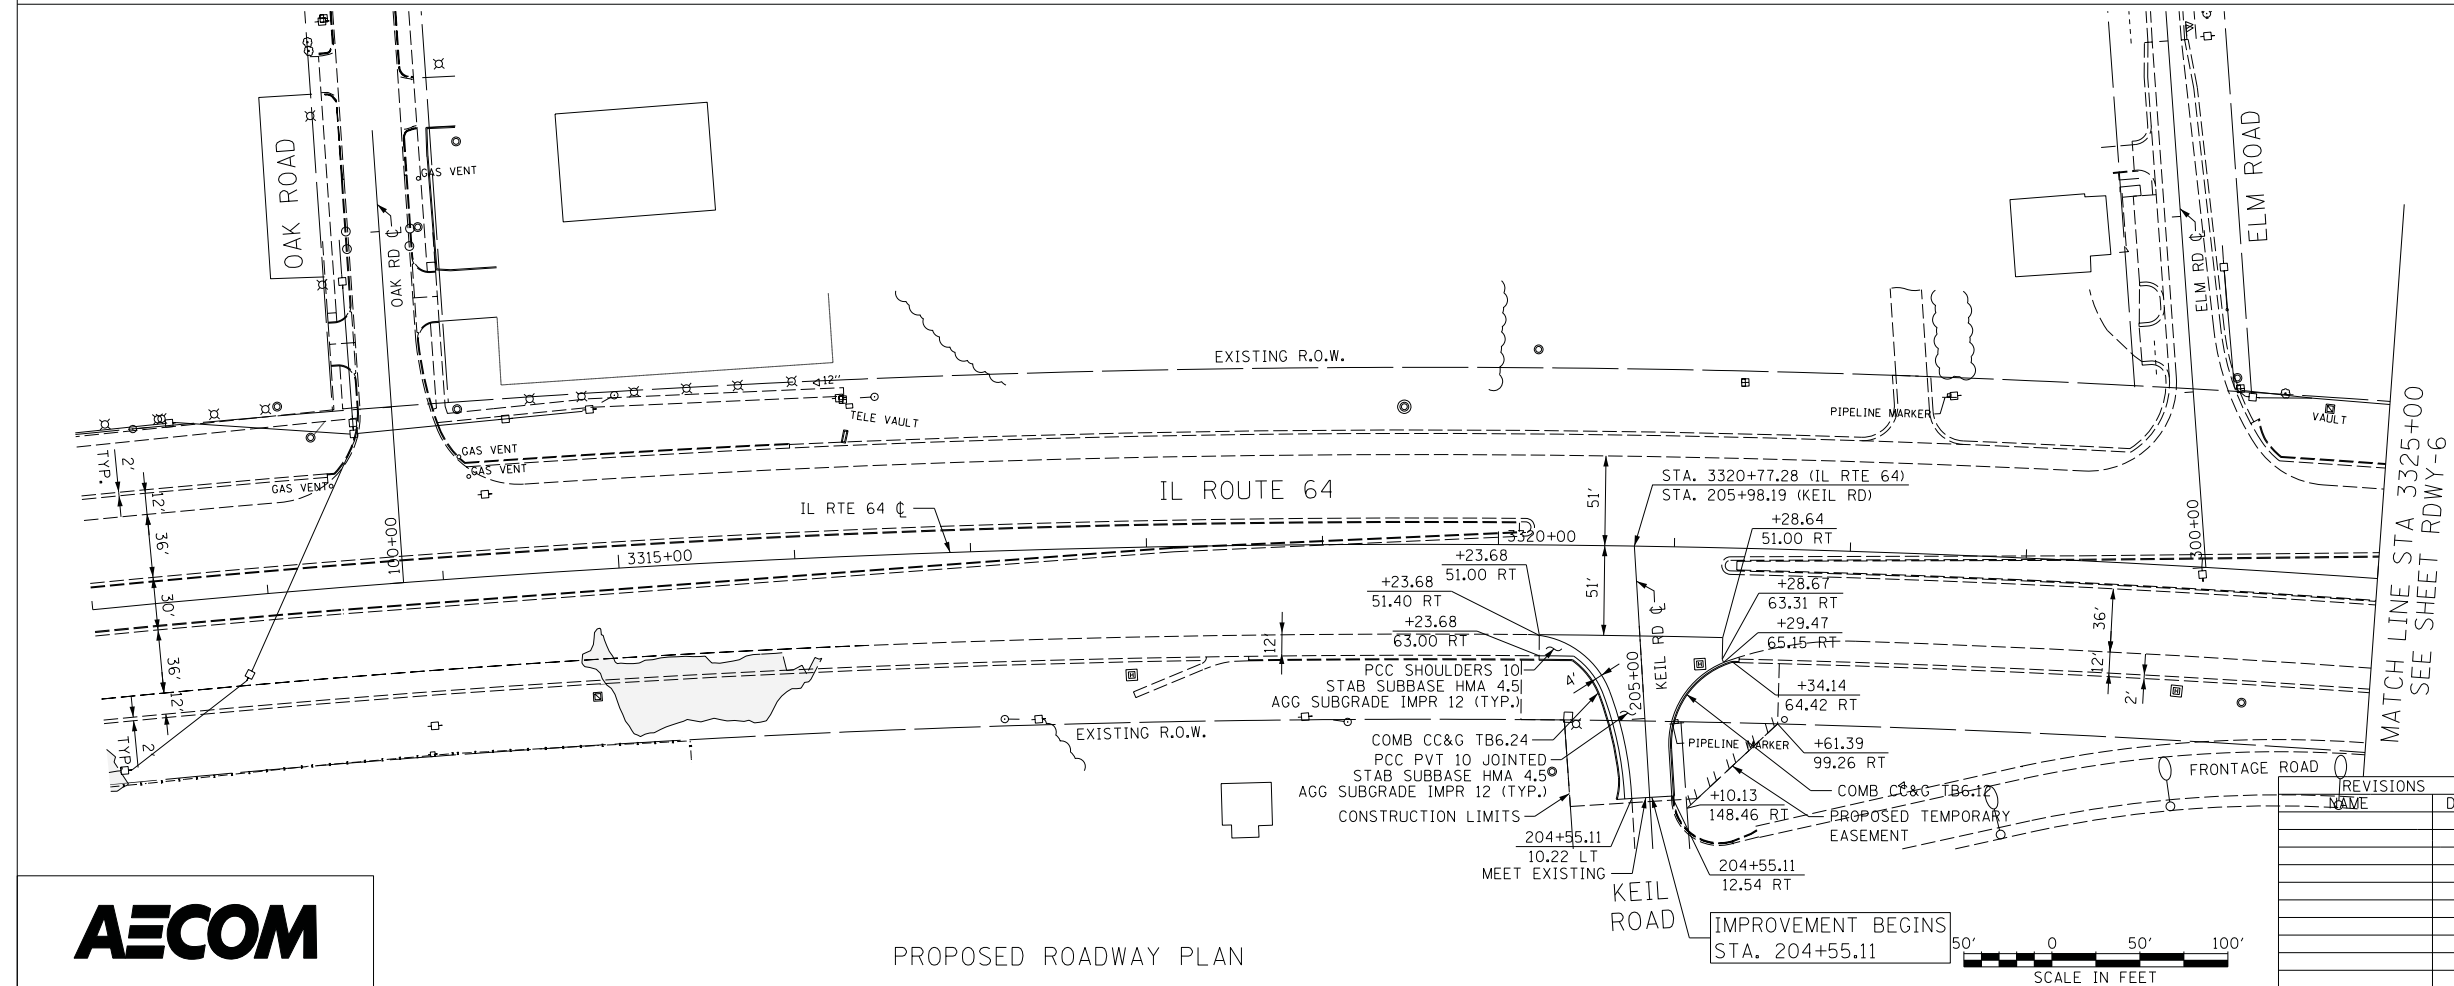 OAK ROAD
OAK RD ℄
GAS VENT
ELM ROAD
ELM RD ℄
EXISTING R.O.W.
12"
TELE VAULT
PIPELINE MARKER
VAULT
GAS VENT
GAS VENT
GAS VENT
TYP.
2'
12'
36'
30'
36'
12'
2'
TYP.
100+00
3315+00
IL RTE 64 ℄
IL ROUTE 64
51'
51'
3320+00
STA. 3320+77.28 (IL RTE 64)
STA. 205+98.19 (KEIL RD)
+28.64
51.00 RT
+23.68
51.00 RT
+23.68
51.40 RT
+23.68
63.00 RT
+28.67
63.31 RT
+29.47
65.15 RT
+34.14
64.42 RT
+61.39
99.26 RT
+10.13
148.46 RT
300+00
36'
12'
2'
MATCH LINE STA 3325+00
SEE SHEET RDWY-6
12'
4'
PCC SHOULDERS 10
STAB SUBBASE HMA 4.5
AGG SUBGRADE IMPR 12 (TYP.)
205+00
KEIL RD ℄
EXISTING R.O.W.
COMB CC&G TB6.24
PCC PVT 10 JOINTED
STAB SUBBASE HMA 4.5
AGG SUBGRADE IMPR 12 (TYP.)
CONSTRUCTION LIMITS
204+55.11
10.22 LT
MEET EXISTING
PIPELINE MARKER
COMB CC&G TB6.12
PROPOSED TEMPORARY
EASEMENT
FRONTAGE ROAD
204+55.11
12.54 RT
KEIL
ROAD
IMPROVEMENT BEGINS
STA. 204+55.11
REVISIONS
NAME
D
AECOM
PROPOSED ROADWAY PLAN
50' 0 50' 100'
SCALE IN FEET